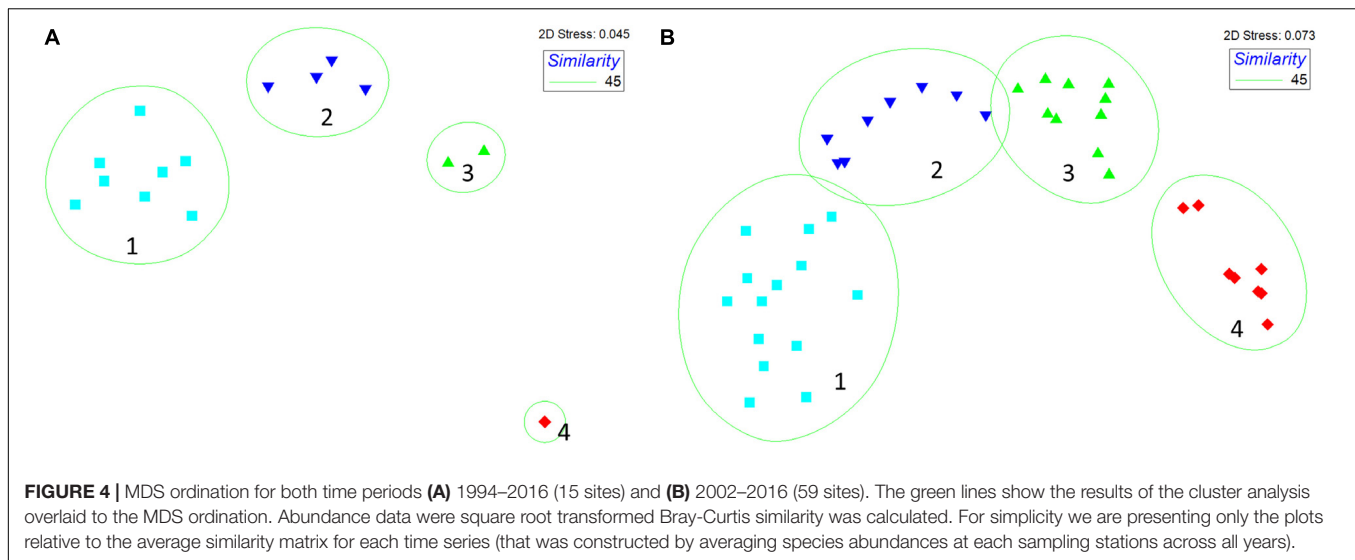 A
2D Stress: 0.045
Similarity
45
1
2
3
4
B
2D Stress: 0.073
Similarity
45
1
2
3
4
FIGURE 4 | MDS ordination for both time periods (A) 1994–2016 (15 sites) and (B) 2002–2016 (59 sites). The green lines show the results of the cluster analysis
overlaid to the MDS ordination. Abundance data were square root transformed Bray-Curtis similarity was calculated. For simplicity we are presenting only the plots
relative to the average similarity matrix for each time series (that was constructed by averaging species abundances at each sampling stations across all years).